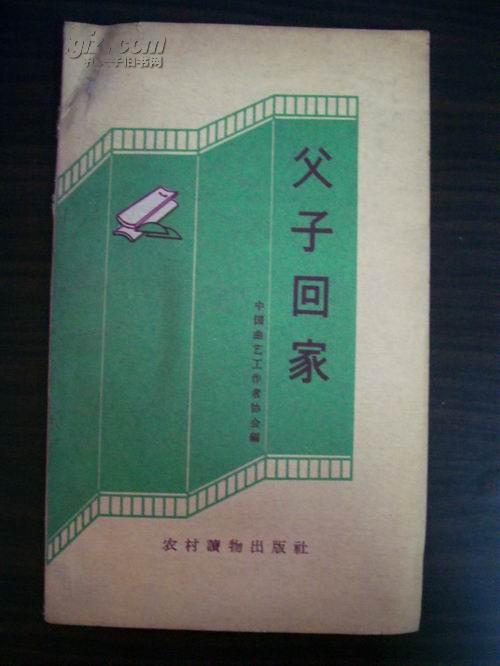 父子回家
中国曲艺工作者协会編
农村讀物出版社